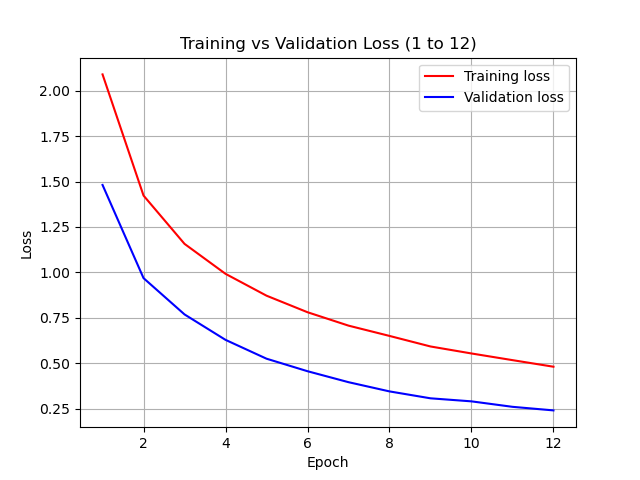 Training vs Validation Loss (1 to 12)
Training loss
Validation loss
2.00
1.75
1.50
1.25
1.00
0.75
0.50
0.25
Loss
2 4 6 8 10 12
Epoch